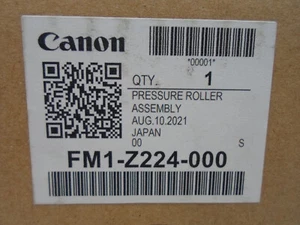 Canon
*00001*
QTY. 1
PRESSURE ROLLER
ASSEMBLY
AUG.10.2021
JAPAN
00 S
FM1-Z224-000